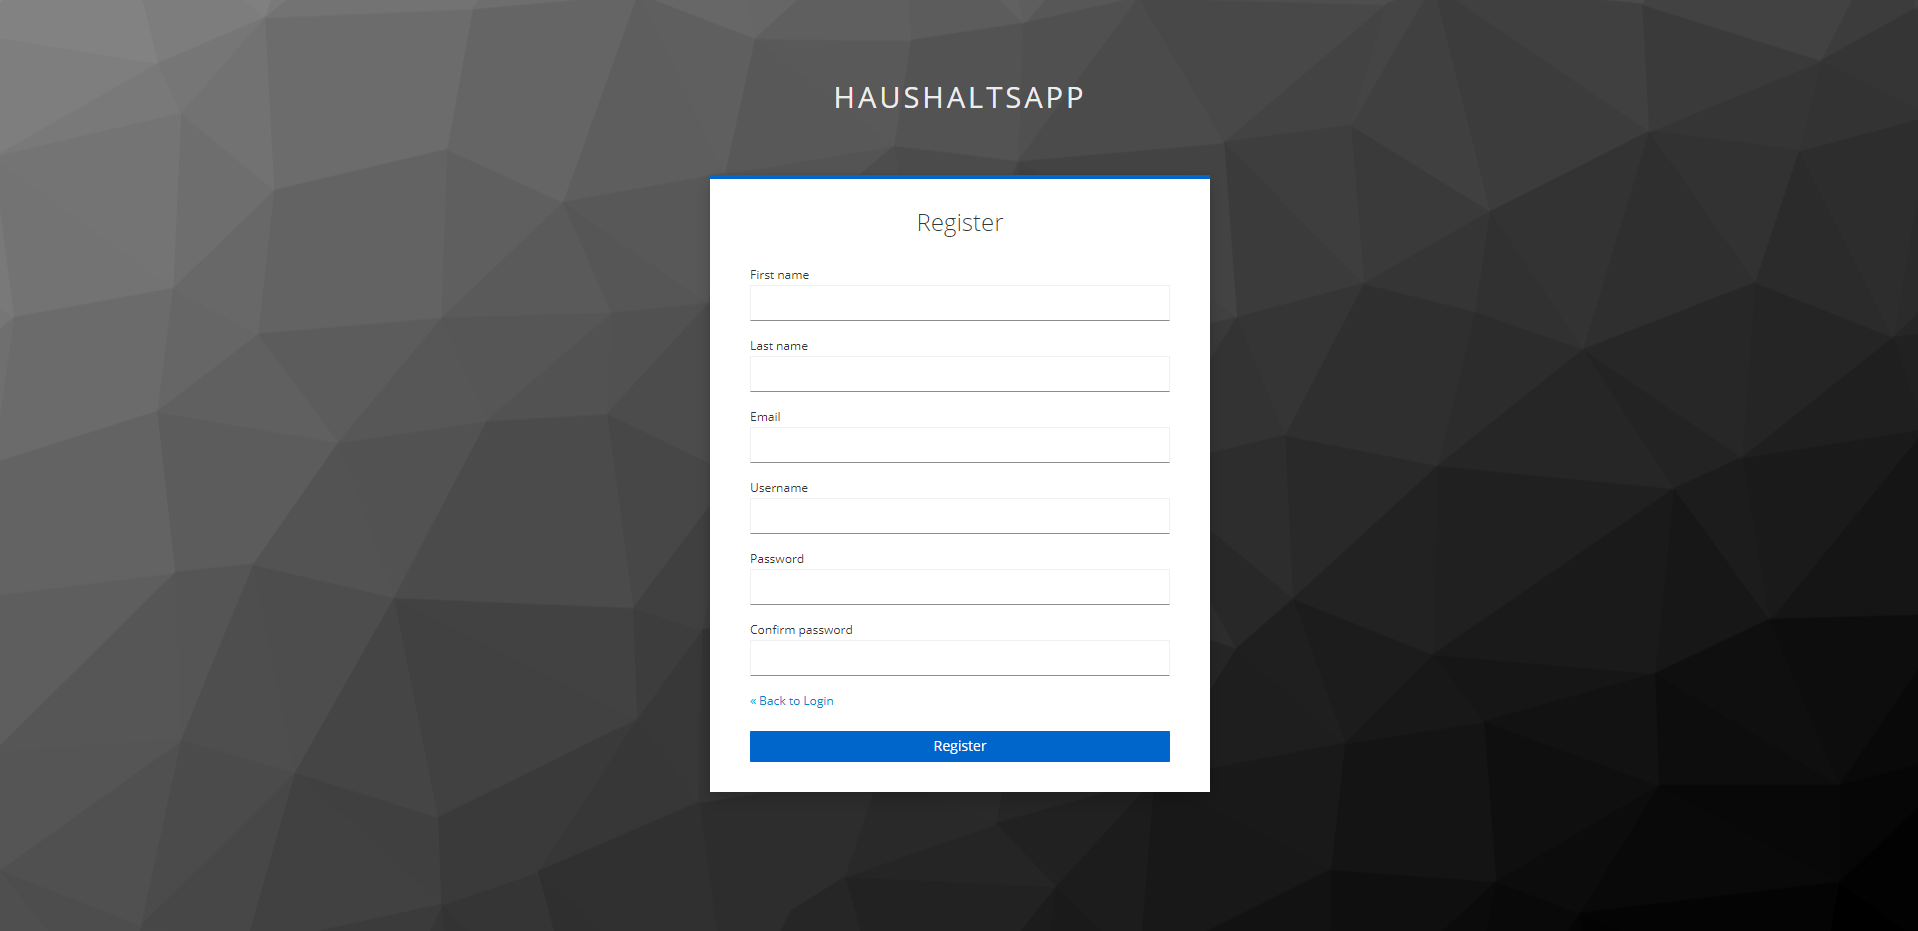 HAUSHALTSAPP
Register
First name
Last name
Email
Username
Password
Confirm password
« Back to Login
Register